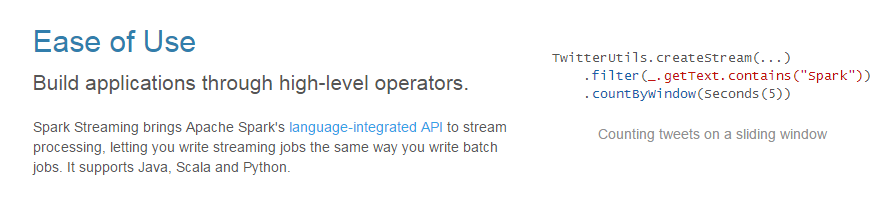 Ease of Use
Build applications through high-level operators.
Spark Streaming brings Apache Spark's language-integrated API to stream
processing, letting you write streaming jobs the same way you write batch
jobs. It supports Java, Scala and Python.
TwitterUtils.createStream(...)
    .filter(_.getText.contains("Spark"))
    .countByWindow(Seconds(5))
Counting tweets on a sliding window